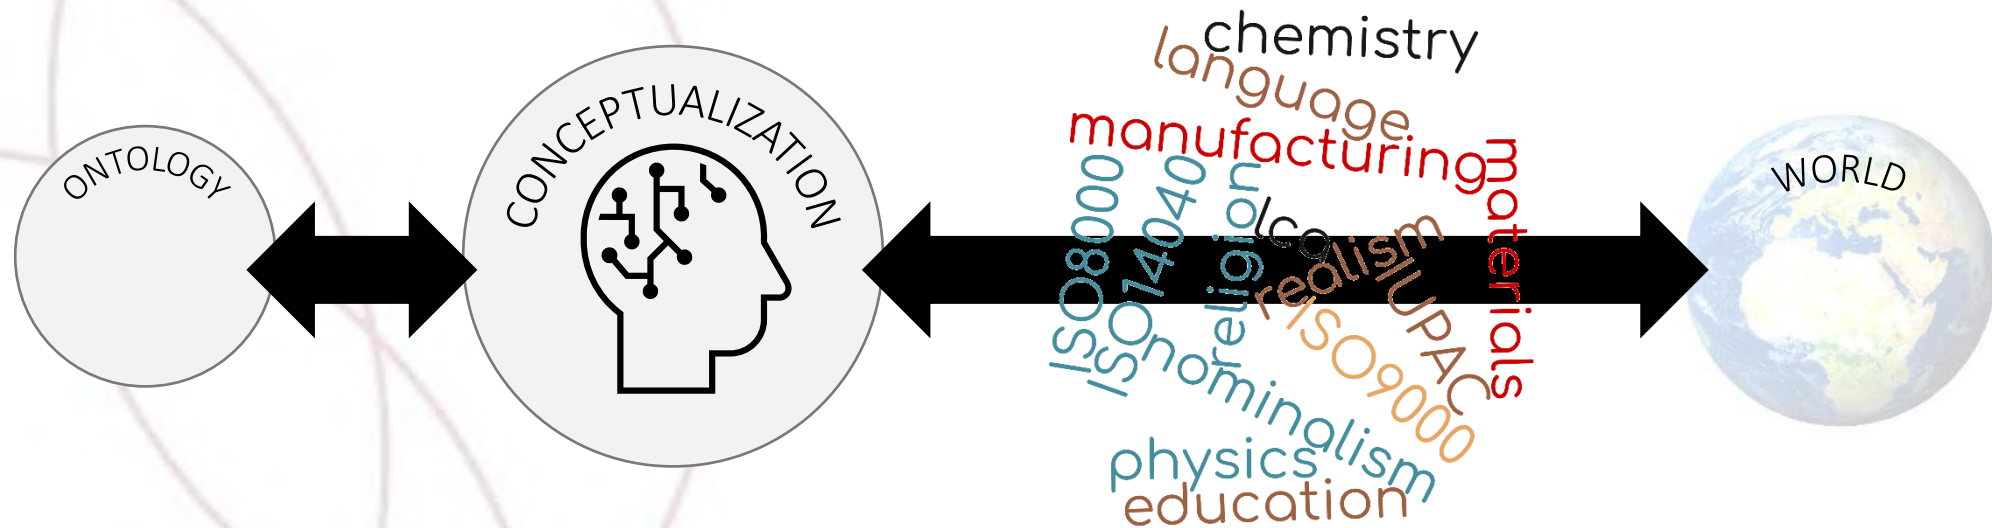 ONTOLOGY
CONCEPTUALIZATION
chemistry
language
manufacturing
materials
ISO8000
ISO14040
religion
lca
realism
IUPAC
ISO9000
nominalism
physics
education
WORLD